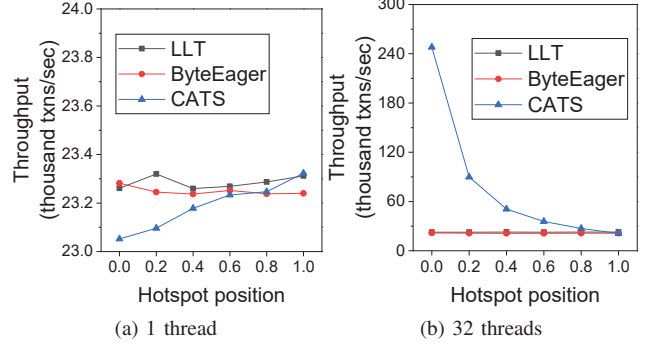 LLT
ByteEager
CATS
Throughput
(thousand txns/sec)
24.0
23.8
23.6
23.4
23.2
23.0
0.0 0.2 0.4 0.6 0.8 1.0
Hotspot position
(a) 1 thread
LLT
ByteEager
CATS
Throughput
(thousand txns/sec)
300
240
180
120
60
0
0.0 0.2 0.4 0.6 0.8 1.0
Hotspot position
(b) 32 threads